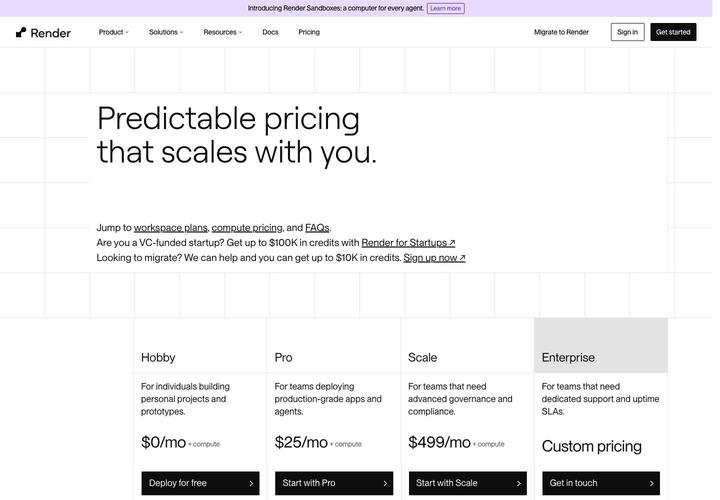 Introducing Render Sandboxes: a computer for every agent. Learn more
Render Product Solutions Resources Docs Pricing Migrate to Render Sign in Get started
Predictable pricing
that scales with you.
Jump to workspace plans, compute pricing, and FAQs.
Are you a VC-funded startup? Get up to $100K in credits with Render for Startups ↗
Looking to migrate? We can help and you can get up to $10K in credits. Sign up now ↗
Hobby
For individuals building
personal projects and
prototypes.
$0/mo + compute
Deploy for free
Pro
For teams deploying
production-grade apps and
agents.
$25/mo + compute
Start with Pro
Scale
For teams that need
advanced governance and
compliance.
$499/mo + compute
Start with Scale
Enterprise
For teams that need
dedicated support and uptime
SLAs.
Custom pricing
Get in touch